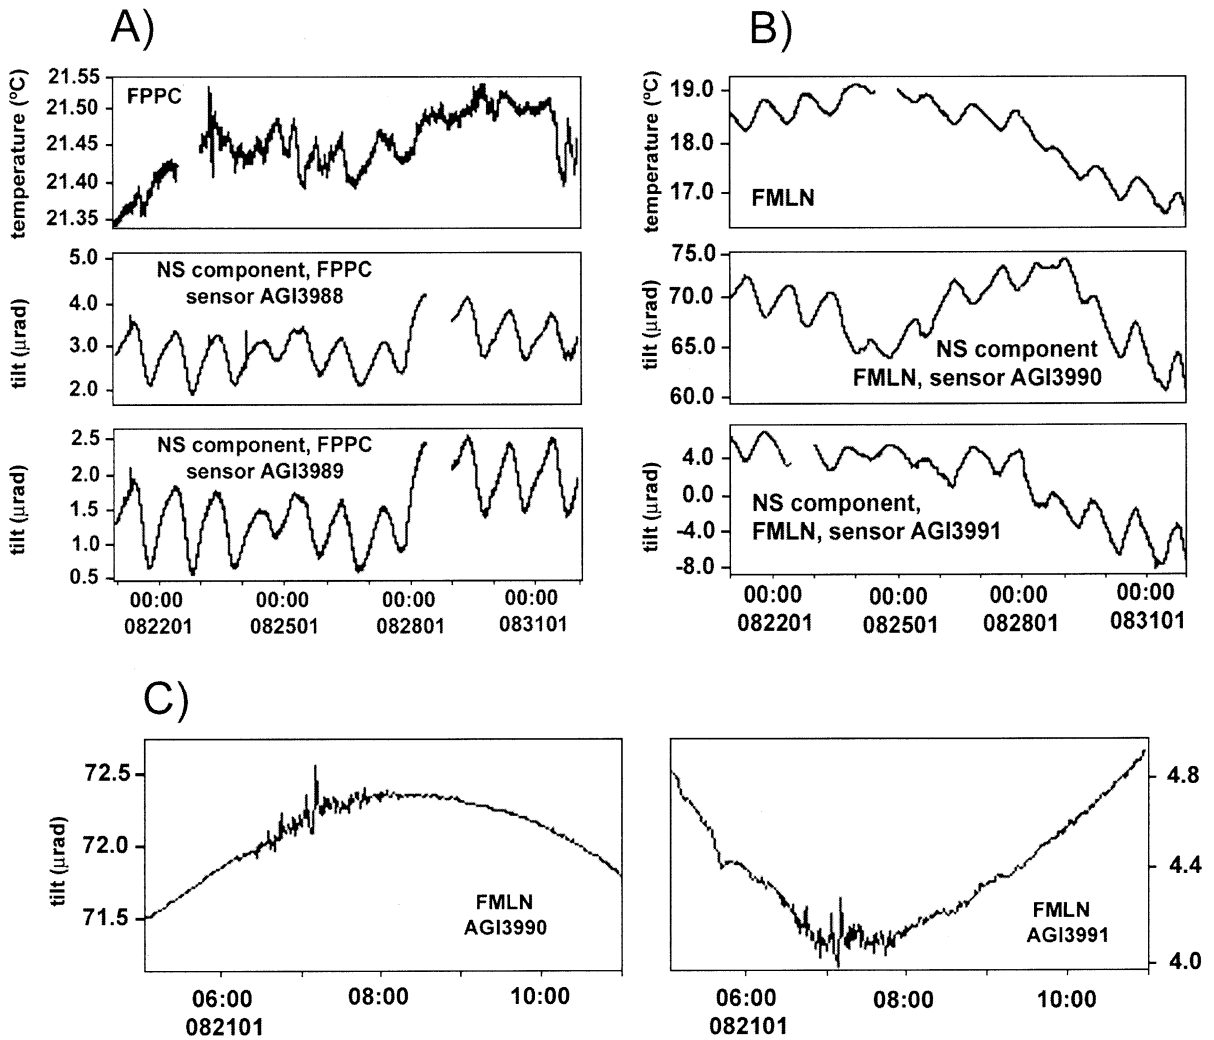 A)
temperature (ºC)
21.55
21.50
21.45
21.40
21.35
FPPC
tilt (μrad)
5.0
4.0
3.0
2.0
NS component, FPPC
sensor AGI3988
tilt (μrad)
2.5
2.0
1.5
1.0
0.5
NS component, FPPC
sensor AGI3989
00:00 00:00 00:00 00:00
082201 082501 082801 083101
B)
temperature (ºC)
19.0
18.0
17.0
FMLN
tilt (μrad)
75.0
70.0
65.0
60.0
NS component
FMLN, sensor AGI3990
tilt (μrad)
4.0
0.0
-4.0
-8.0
NS component,
FMLN, sensor AGI3991
00:00 00:00 00:00 00:00
082201 082501 082801 083101
C)
tilt (μrad)
72.5
72.0
71.5
FMLN
AGI3990
06:00 08:00 10:00
082101
4.8
4.4
4.0
FMLN
AGI3991
06:00 08:00 10:00
082101